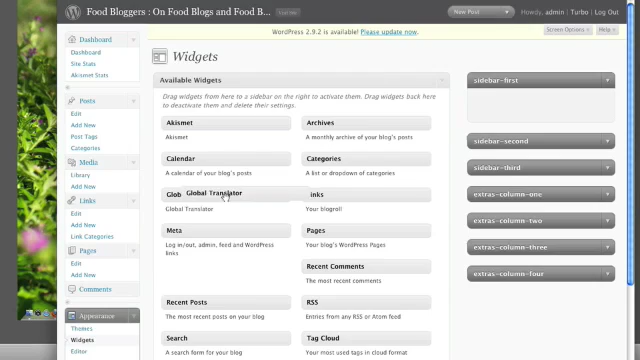 Food Bloggers : On Food Blogs and Food B...
New Post
Howdy, admin | Turbo | Log Out
WordPress 2.9.2 is available! Please update now.
Screen Options
Help
Dashboard
Dashboard
Site Stats
Akismet Stats
Posts
Edit
Add New
Post Tags
Categories
Media
Library
Add New
Links
Edit
Add New
Link Categories
Pages
Edit
Add New
Comments
Appearance
Themes
Widgets
Editor
Widgets
Available Widgets
Drag widgets from here to a sidebar on the right to activate them. Drag widgets back here
to deactivate them and delete their settings.
Akismet
Akismet
Archives
A monthly archive of your blog's posts
Calendar
A calendar of your blog's posts
Categories
A list or dropdown of categories
Glob
Global Translator
inks
Global Translator
Your blogroll
Meta
Log in/out, admin, feed and WordPress
links
Pages
Your blog's WordPress Pages
Recent Comments
The most recent comments
Recent Posts
The most recent posts on your blog
RSS
Entries from any RSS or Atom feed
Search
A search form for your blog
Tag Cloud
Your most used tags in cloud format
sidebar-first
sidebar-second
sidebar-third
extras-column-one
extras-column-two
extras-column-three
extras-column-four